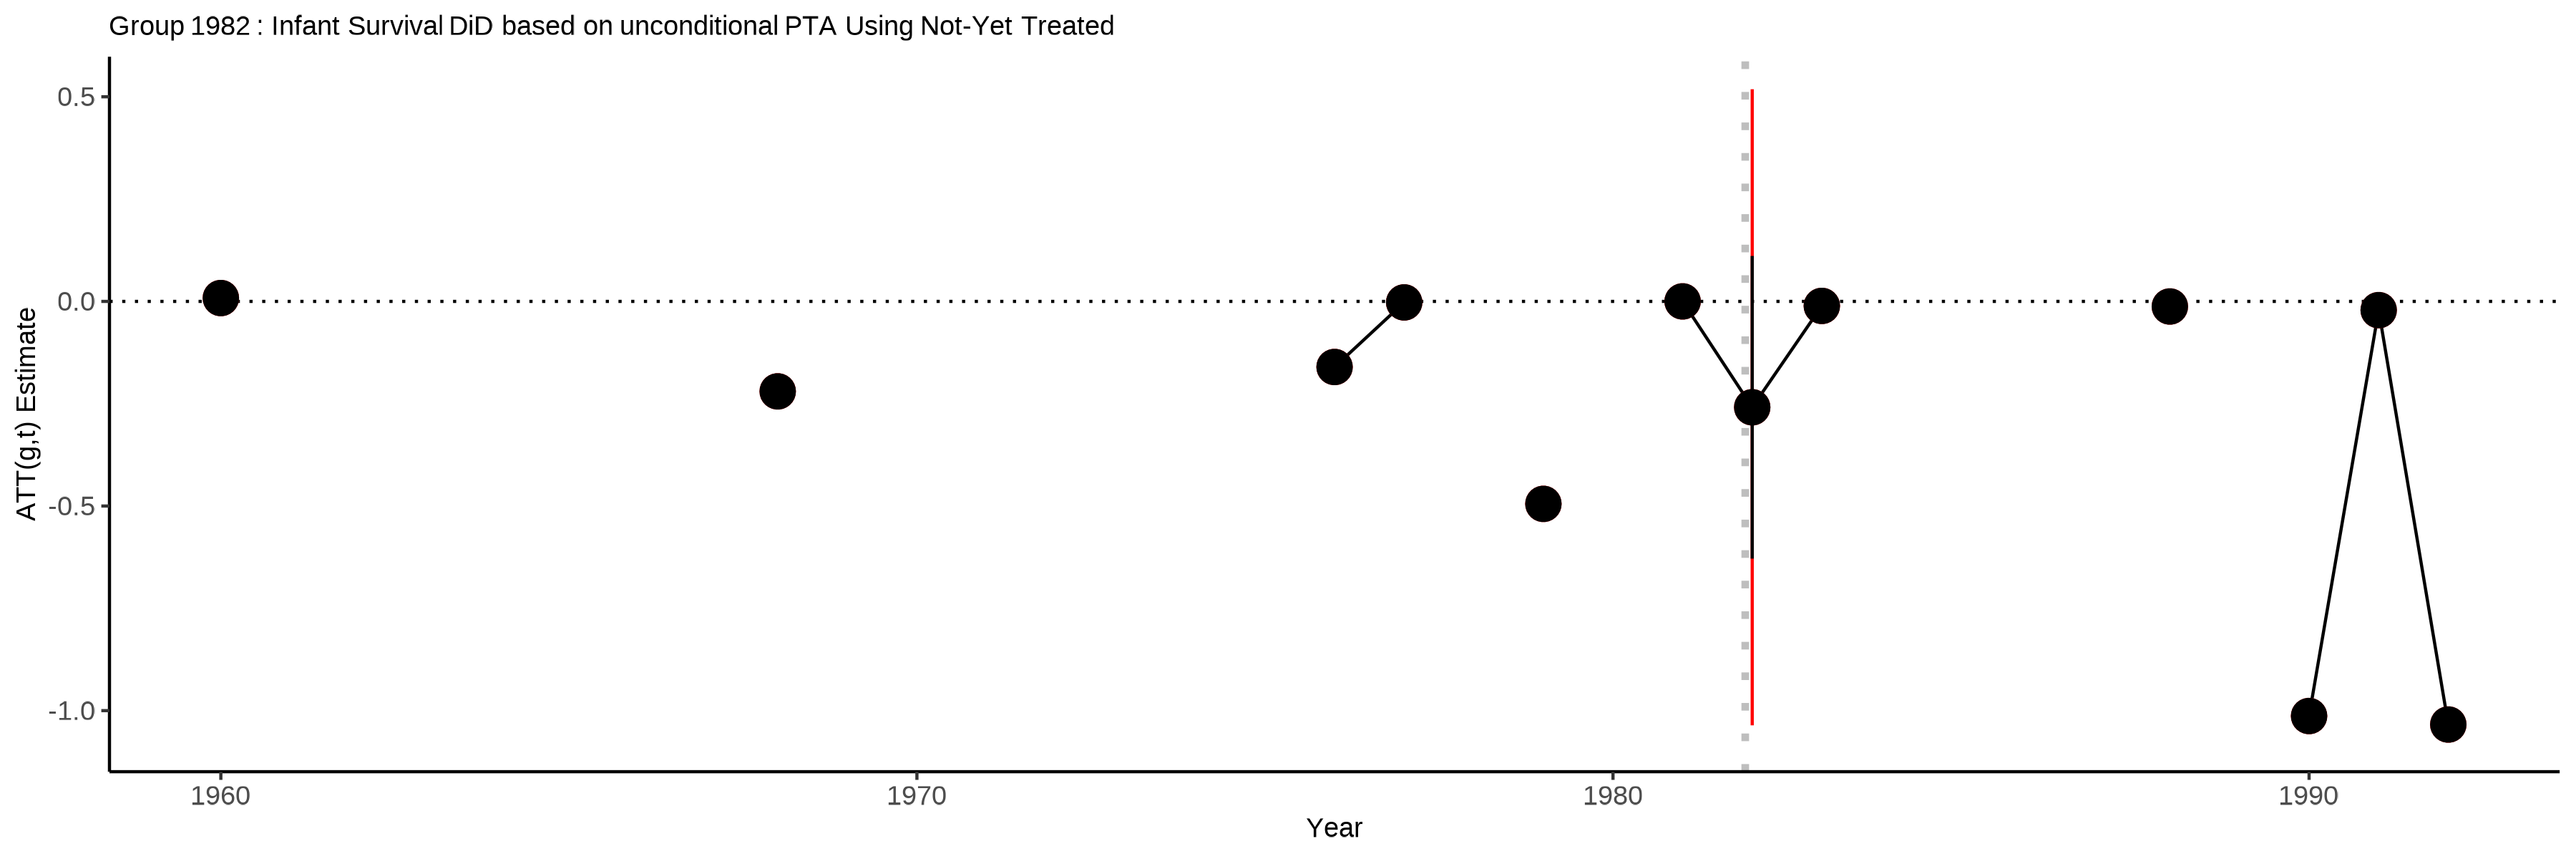 Group 1982 : Infant Survival DiD based on unconditional PTA Using Not-Yet Treated
0.5
0.0
-0.5
-1.0
ATT(g,t) Estimate
1960 1970 1980 1990
Year